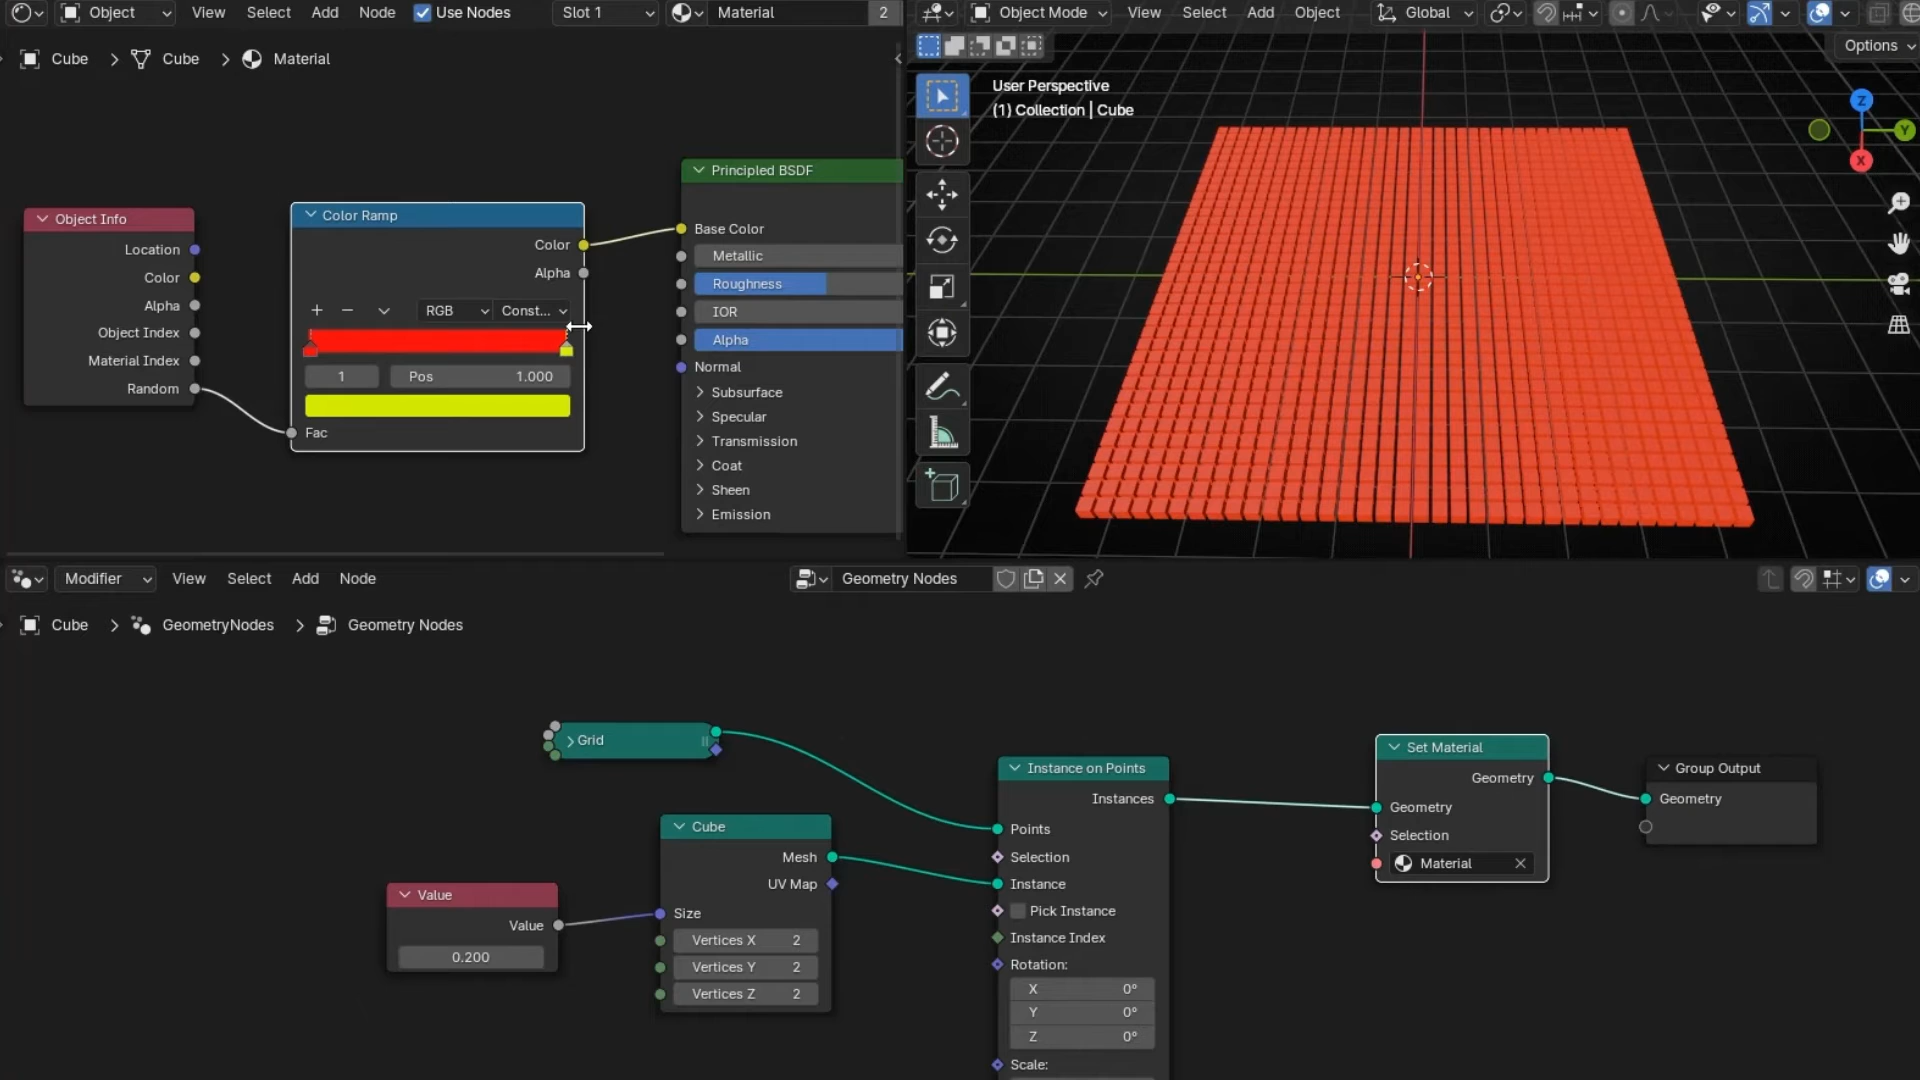 Object View Select Add Node Use Nodes Slot 1 Material 2
Cube > Cube > Material
Object Info
Location
Color
Alpha
Object Index
Material Index
Random
Color Ramp
Color
Alpha
RGB Const...
1 Pos 1.000
Fac
Principled BSDF
Base Color
Metallic
Roughness
IOR
Alpha
Normal
Subsurface
Specular
Transmission
Coat
Sheen
Emission
Object Mode View Select Add Object Global
Options
User Perspective
(1) Collection | Cube
Z
Y
X
Modifier View Select Add Node Geometry Nodes
Cube > GeometryNodes > Geometry Nodes
Grid
Value
Value
0.200
Cube
Mesh
UV Map
Size
Vertices X 2
Vertices Y 2
Vertices Z 2
Instance on Points
Instances
Points
Selection
Instance
Pick Instance
Instance Index
Rotation:
X 0°
Y 0°
Z 0°
Scale:
Set Material
Geometry
Geometry
Selection
Material
Group Output
Geometry